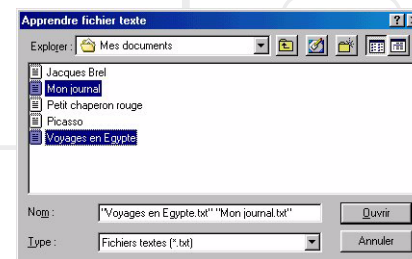 Apprendre fichier texte
Explorer : Mes documents
Jacques Brel
Mon journal
Petit chaperon rouge
Picasso
Voyages en Egypte
Nom : "Voyages en Egypte.txt" "Mon journal.txt" Ouvrir
Type : Fichiers textes (*.txt) Annuler